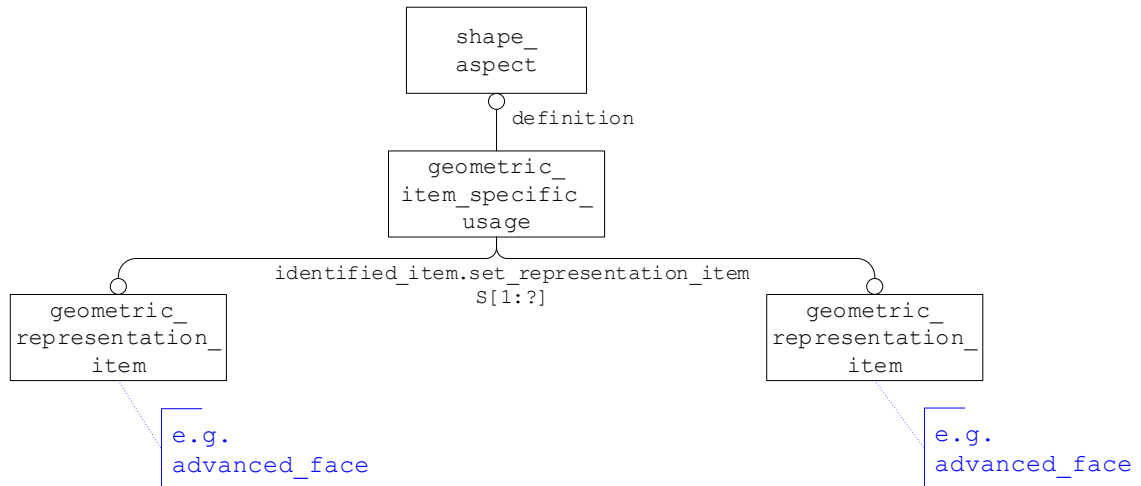 shape_
aspect
definition
geometric_
item_specific_
usage
identified_item.set_representation_item
S[1:?]
geometric_
representation_
item
geometric_
representation_
item
e.g.
advanced_face
e.g.
advanced_face